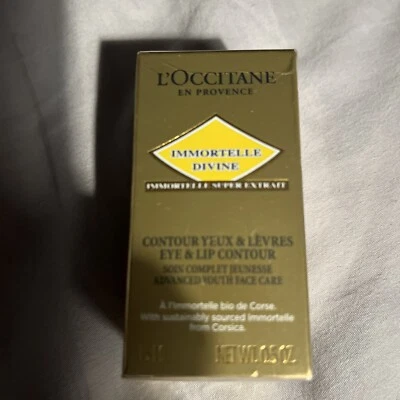 L'OCCITANE
EN PROVENCE
IMMORTELLE
DIVINE
IMMORTELLE SUPER EXTRAIT
CONTOUR YEUX & LÈVRES
EYE & LIP CONTOUR
SOIN COMPLET JEUNESSE
ADVANCED YOUTH FACE CARE
À l'Immortelle bio de Corse.
With sustainably sourced Immortelle
from Corsica.
NET WT. 0.5 OZ.